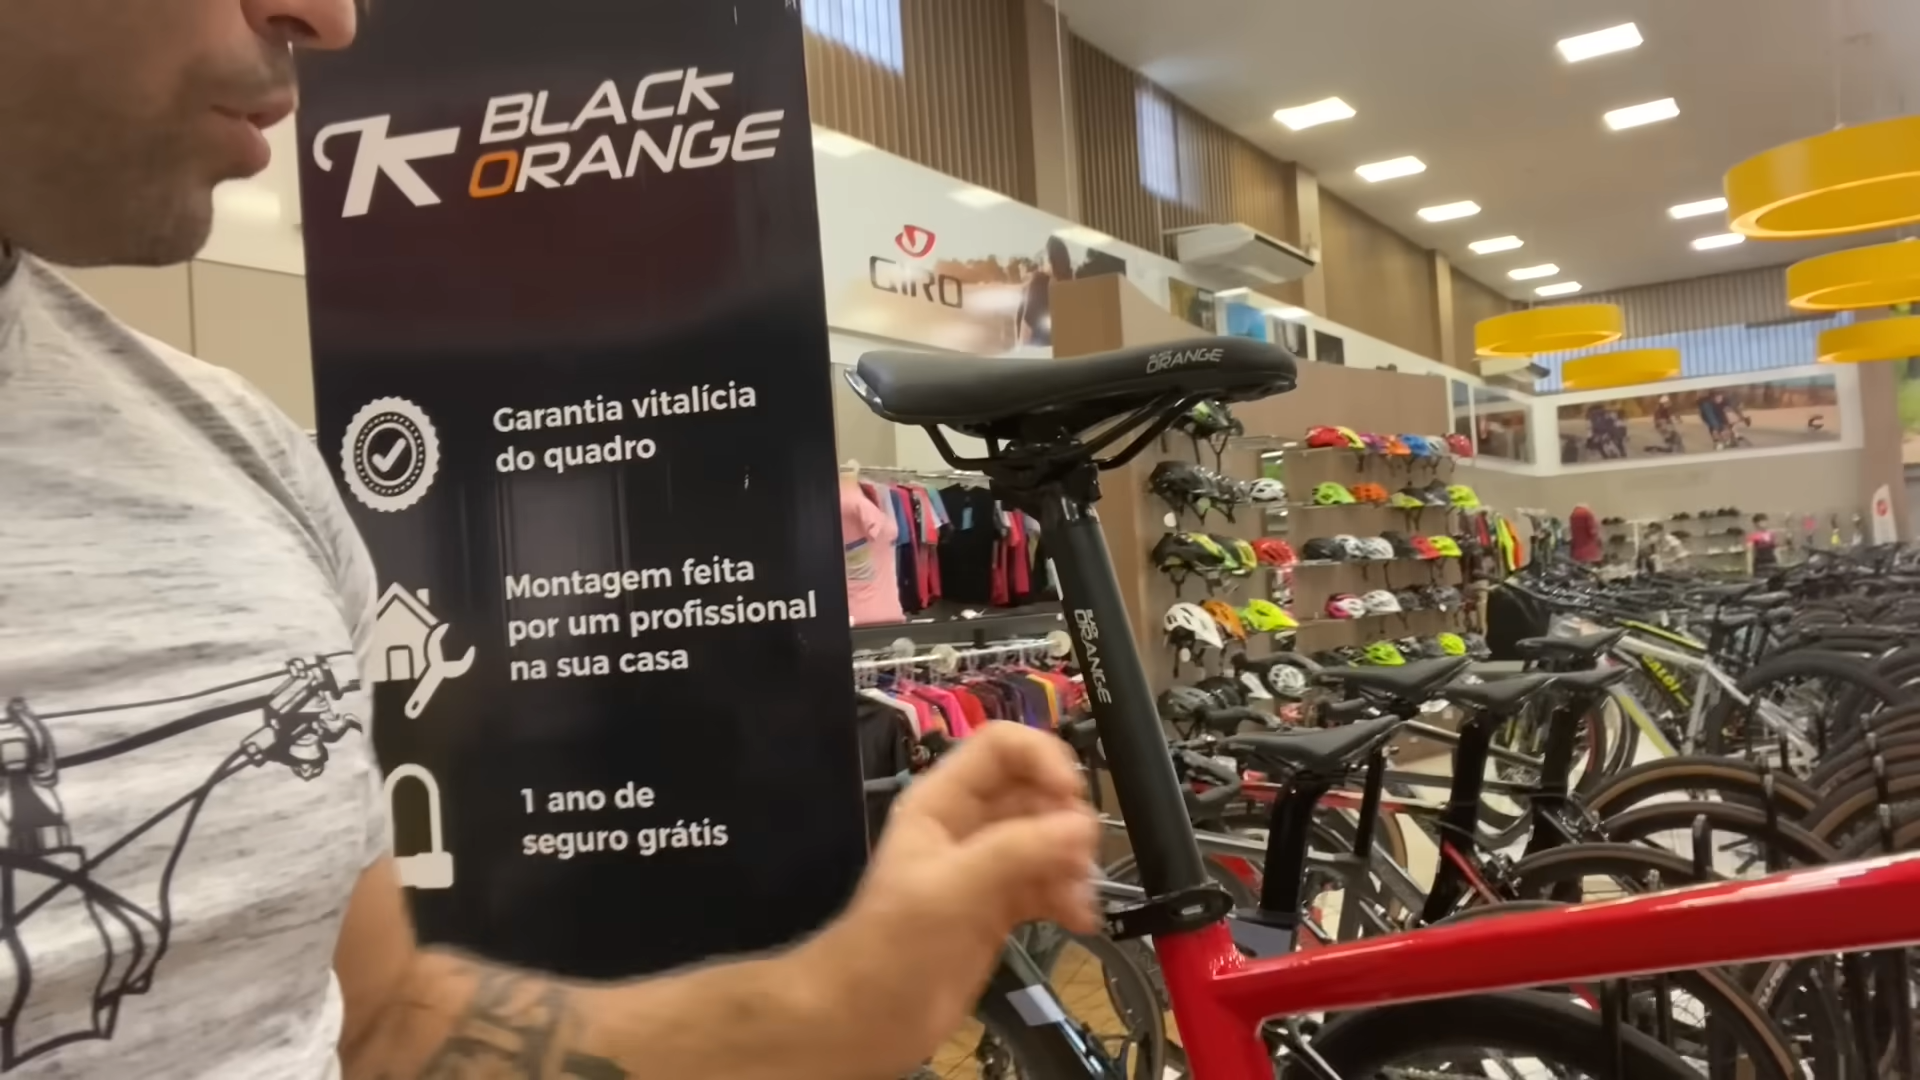 BLACK
ORANGE
GIRO
ORANGE
Garantia vitalícia
do quadro
Montagem feita
por um profissional
na sua casa
ORANGE
1 ano de
seguro grátis